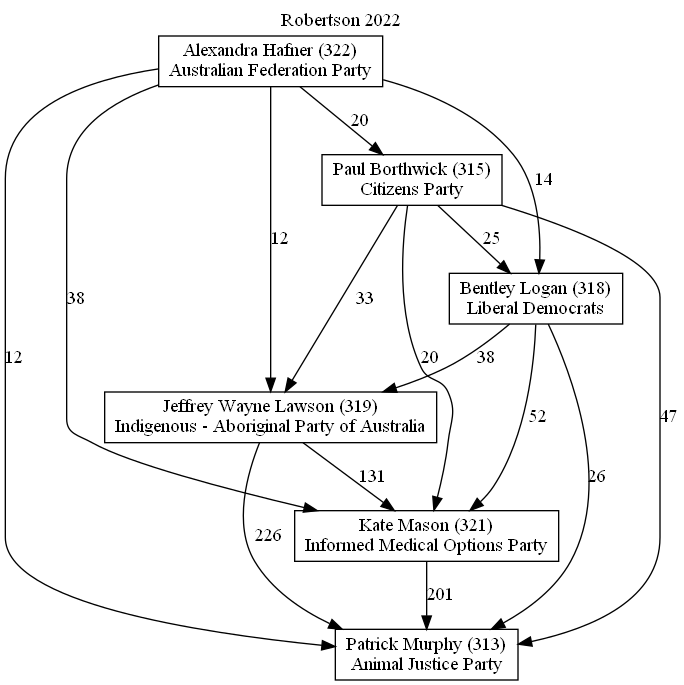 Robertson 2022
Alexandra Hafner (322)
Australian Federation Party
20
Paul Borthwick (315)
Citizens Party
14
12
25
38
33
Bentley Logan (318)
Liberal Democrats
12
20
38
Jeffrey Wayne Lawson (319)
Indigenous - Aboriginal Party of Australia
52
47
131
26
226
Kate Mason (321)
Informed Medical Options Party
201
Patrick Murphy (313)
Animal Justice Party